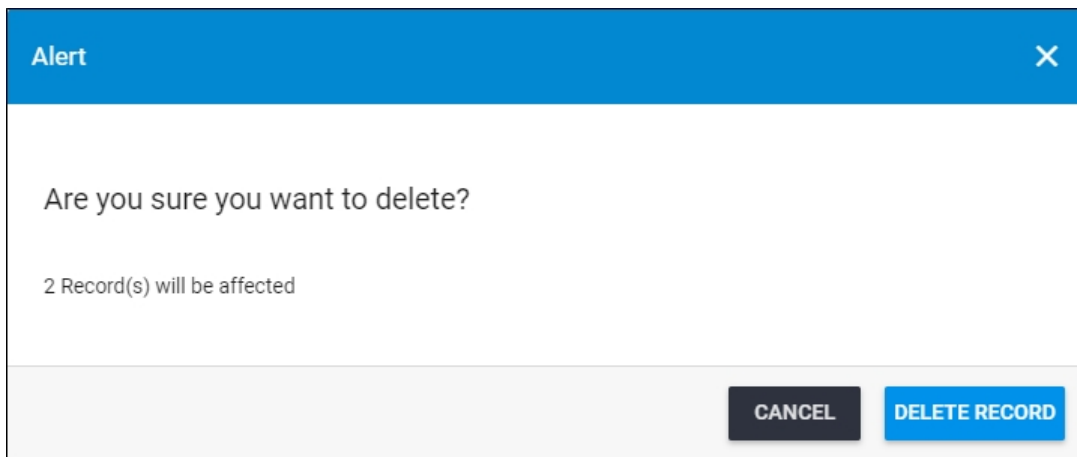 Alert
Are you sure you want to delete?
2 Record(s) will be affected
CANCEL DELETE RECORD